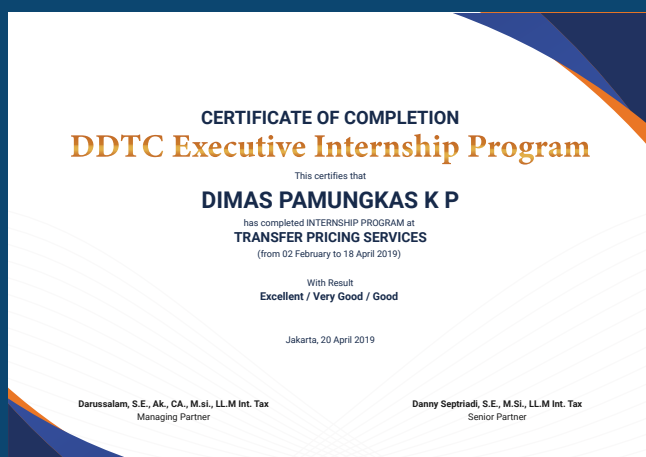 CERTIFICATE OF COMPLETION
DDTC Executive Internship Program
This certifies that
DIMAS PAMUNGKAS K P
has completed INTERNSHIP PROGRAM at
TRANSFER PRICING SERVICES
(from 02 February to 18 April 2019)
With Result
Excellent / Very Good / Good
Jakarta, 20 April 2019
Darussalam, S.E., Ak., CA., M.si., LL.M Int. Tax
Managing Partner
Danny Septriadi, S.E., M.Si., LL.M Int. Tax
Senior Partner